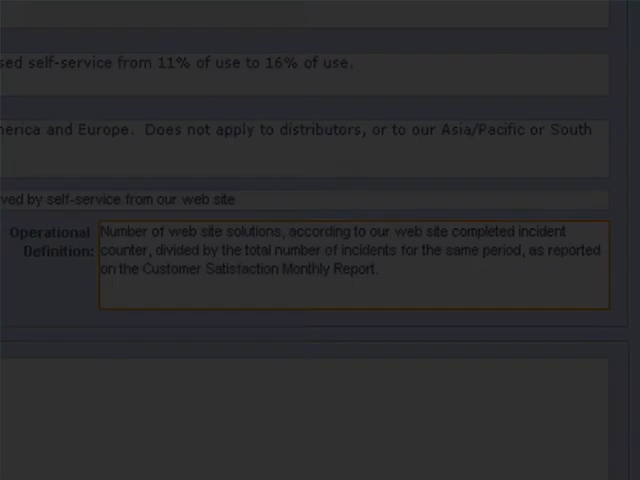 sed self-service from 11% of use to 16% of use.
merica and Europe. Does not apply to distributors, or to our Asia/Pacific or South
ved by self-service from our web site
Operational Definition:
Number of web site solutions, according to our web site completed incident
counter, divided by the total number of incidents for the same period, as reported
on the Customer Satisfaction Monthly Report.